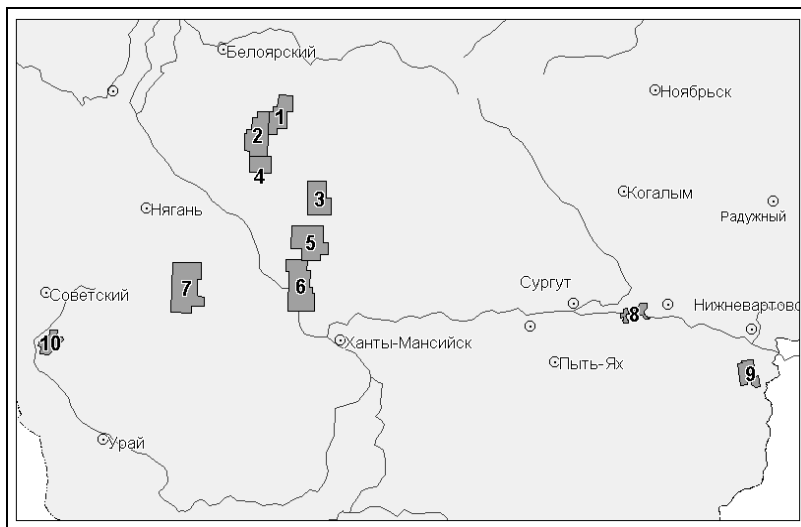 Белоярский
Ноябрьск
1
2
4
Когалым
3
Радужный
Нягань
5
7
6
Советский
Сургут
8
Нижневартово
10
Ханты-Мансийск
Пыть-Ях
9
Урай